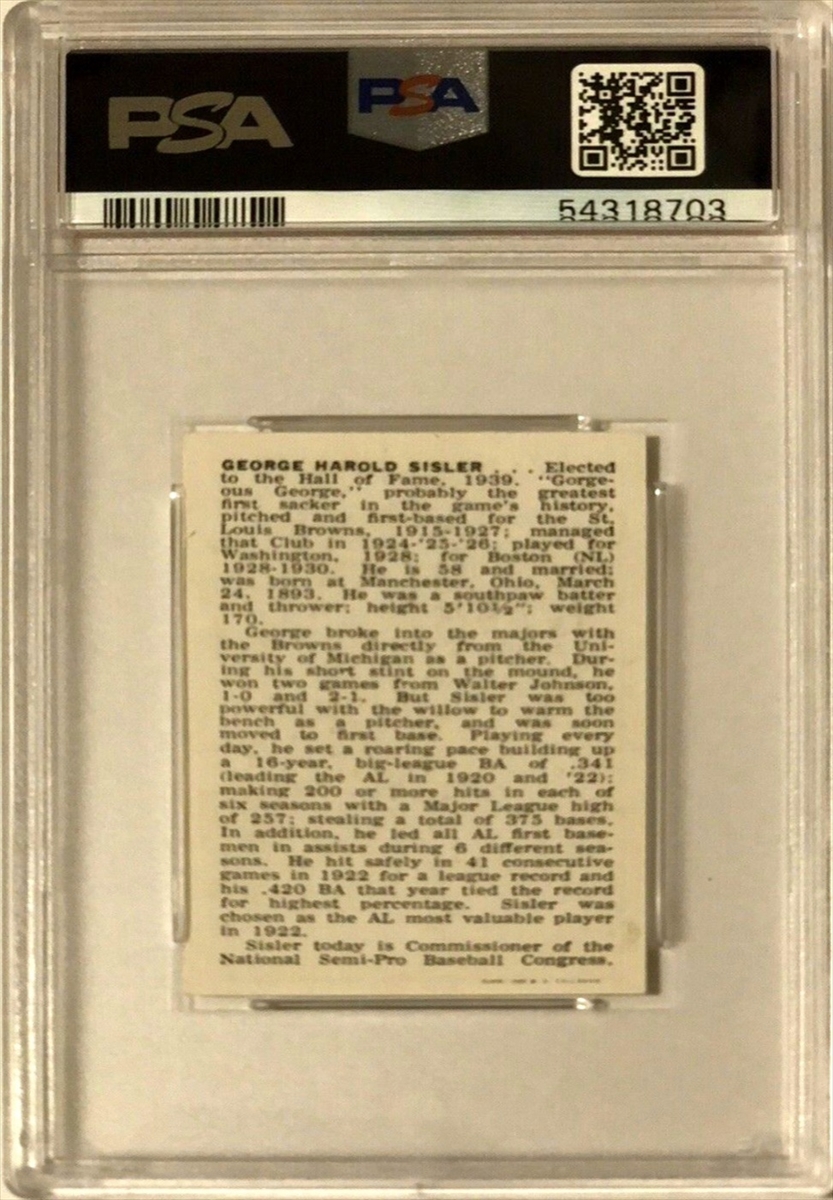 PSA
PSA
54318703
GEORGE HAROLD SISLER . . . Elected
to the Hall of Fame, 1939. "Gorge-
ous George," probably the greatest
first sacker in the game's history,
pitched and first-based for the St.
Louis Browns, 1915-1927; managed
that Club in 1924-'25-'26; played for
Washington, 1928; for Boston (NL)
1928-1930. He is 58 and married;
was born at Manchester, Ohio, March
24, 1893. He was a southpaw batter
and thrower; height 5'10½"; weight
170.
George broke into the majors with
the Browns directly from the Uni-
versity of Michigan as a pitcher. Dur-
ing his short stint on the mound, he
won two games from Walter Johnson,
1-0 and 2-1. But Sisler was too
powerful with the willow to warm the
bench as a pitcher, and was soon
moved to first base. Playing every
day, he set a roaring pace building up
a 16-year, big-league BA of .341
(leading the AL in 1920 and '22);
making 200 or more hits in each of
six seasons with a Major League high
of 257; stealing a total of 375 bases.
In addition, he led all AL first base-
men in assists during 6 different sea-
sons. He hit safely in 41 consecutive
games in 1922 for a league record and
his .420 BA that year tied the record
for highest percentage. Sisler was
chosen as the AL most valuable player
in 1922.
Sisler today is Commissioner of the
National Semi-Pro Baseball Congress.